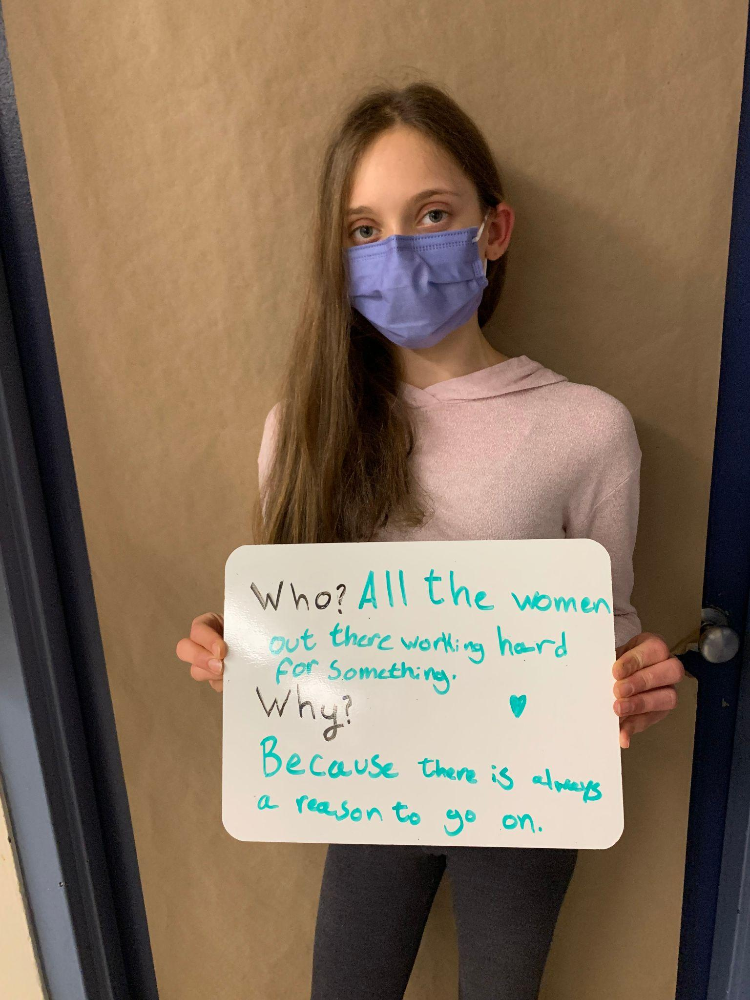 Who? All the women
out there working hard
for something.
Why?
Because there is always
a reason to go on.